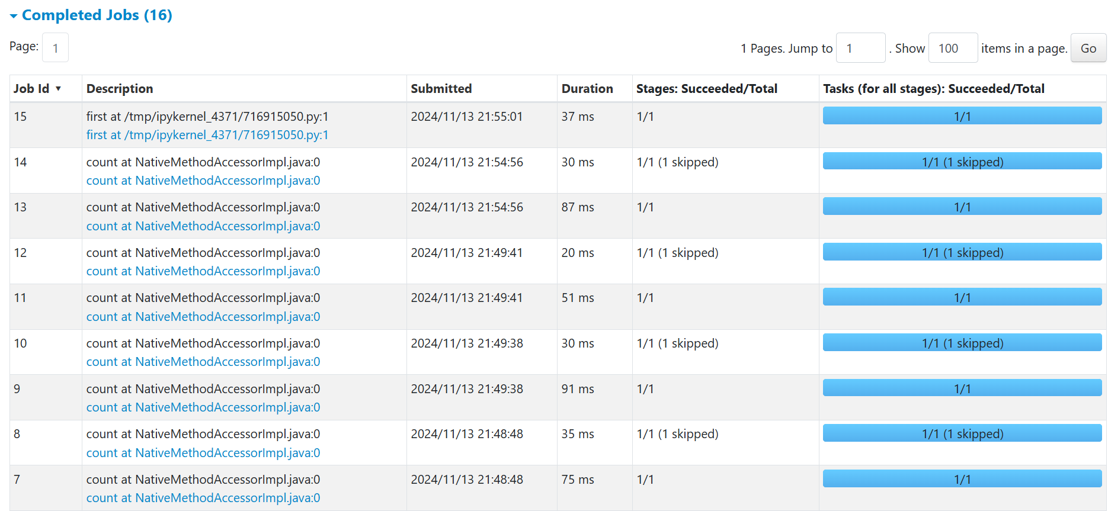 Completed Jobs (16)
Page: 1 1 Pages. Jump to 1 . Show 100 items in a page. Go
Job Id ▾ Description Submitted Duration Stages: Succeeded/Total Tasks (for all stages): Succeeded/Total
15 first at /tmp/ipykernel_4371/716915050.py:1 2024/11/13 21:55:01 37 ms 1/1 1/1
first at /tmp/ipykernel_4371/716915050.py:1
14 count at NativeMethodAccessorImpl.java:0 2024/11/13 21:54:56 30 ms 1/1 (1 skipped) 1/1 (1 skipped)
count at NativeMethodAccessorImpl.java:0
13 count at NativeMethodAccessorImpl.java:0 2024/11/13 21:54:56 87 ms 1/1 1/1
count at NativeMethodAccessorImpl.java:0
12 count at NativeMethodAccessorImpl.java:0 2024/11/13 21:49:41 20 ms 1/1 (1 skipped) 1/1 (1 skipped)
count at NativeMethodAccessorImpl.java:0
11 count at NativeMethodAccessorImpl.java:0 2024/11/13 21:49:41 51 ms 1/1 1/1
count at NativeMethodAccessorImpl.java:0
10 count at NativeMethodAccessorImpl.java:0 2024/11/13 21:49:38 30 ms 1/1 (1 skipped) 1/1 (1 skipped)
count at NativeMethodAccessorImpl.java:0
9 count at NativeMethodAccessorImpl.java:0 2024/11/13 21:49:38 91 ms 1/1 1/1
count at NativeMethodAccessorImpl.java:0
8 count at NativeMethodAccessorImpl.java:0 2024/11/13 21:48:48 35 ms 1/1 (1 skipped) 1/1 (1 skipped)
count at NativeMethodAccessorImpl.java:0
7 count at NativeMethodAccessorImpl.java:0 2024/11/13 21:48:48 75 ms 1/1 1/1
count at NativeMethodAccessorImpl.java:0